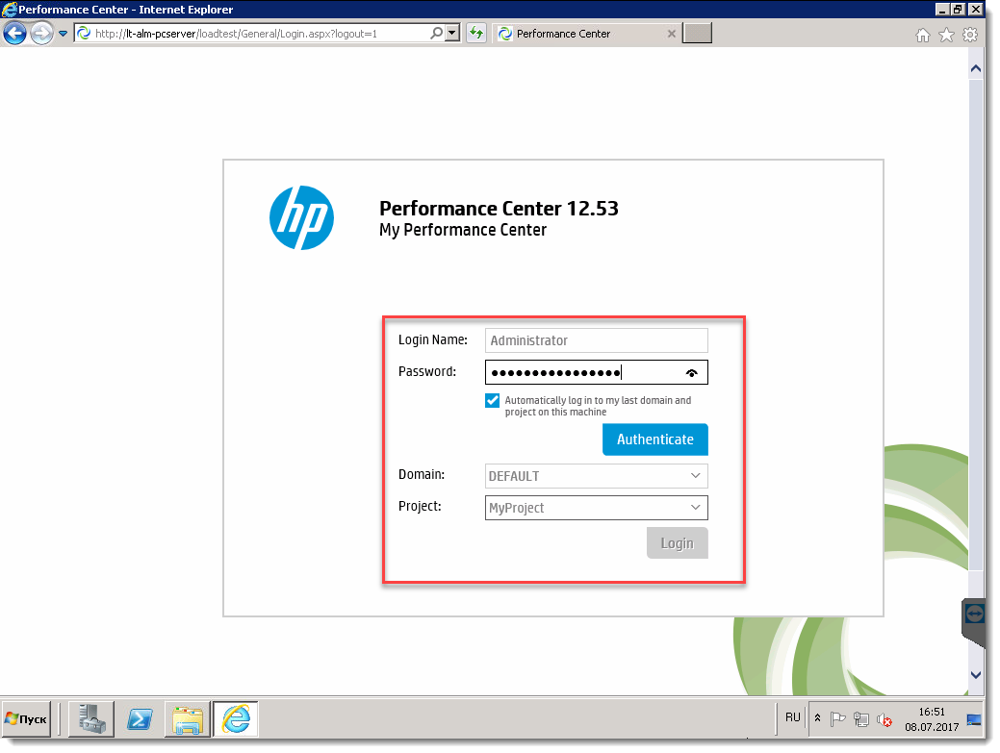 Performance Center - Internet Explorer
http://lt-alm-pcserver/loadtest/General/Login.aspx?logout=1
Performance Center
hp
Performance Center 12.53
My Performance Center
Login Name:
Administrator
Password:
Automatically log in to my last domain and
project on this machine
Authenticate
Domain:
DEFAULT
Project:
MyProject
Login
Пуск
RU
16:51
08.07.2017